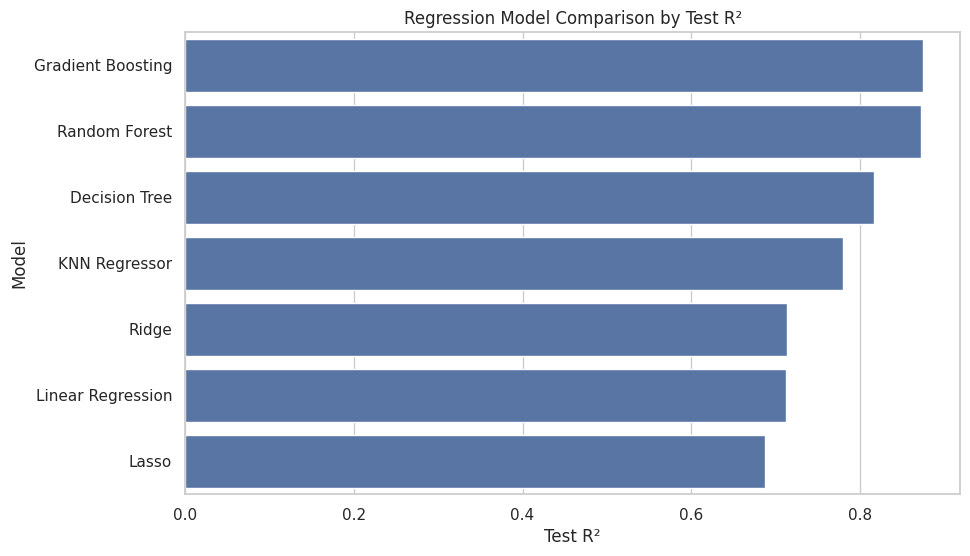 Regression Model Comparison by Test R²
Model
Gradient Boosting
Random Forest
Decision Tree
KNN Regressor
Ridge
Linear Regression
Lasso
0.0 0.2 0.4 0.6 0.8
Test R²